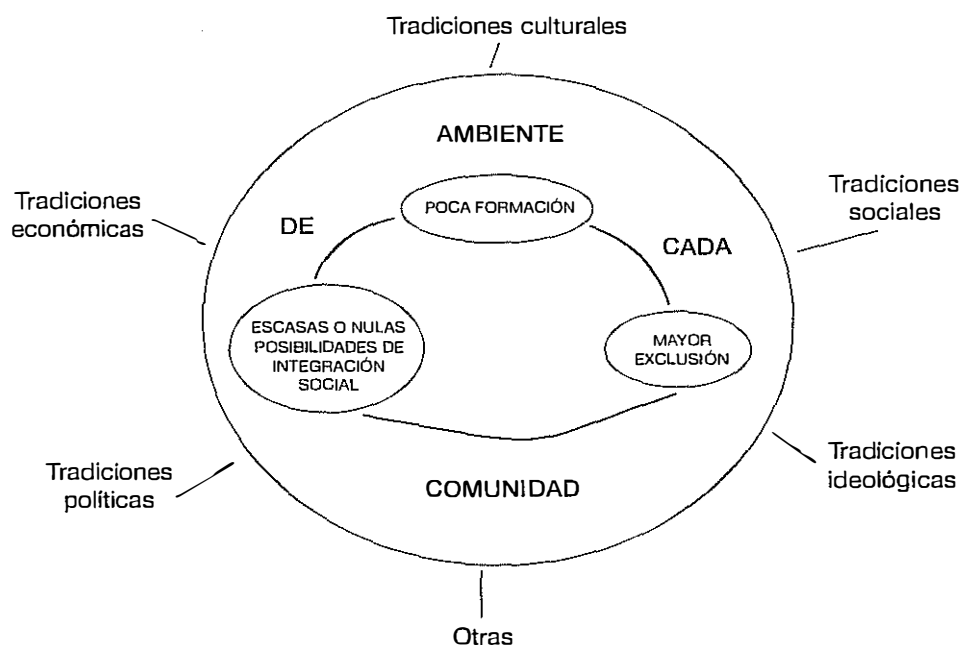 Tradiciones culturales
AMBIENTE
Tradiciones
económicas
DE
POCA FORMACIÓN
CADA
Tradiciones
sociales
ESCASAS O NULAS
POSIBILIDADES DE
INTEGRACIÓN
SOCIAL
MAYOR
EXCLUSIÓN
Tradiciones
políticas
COMUNIDAD
Tradiciones
ideológicas
Otras